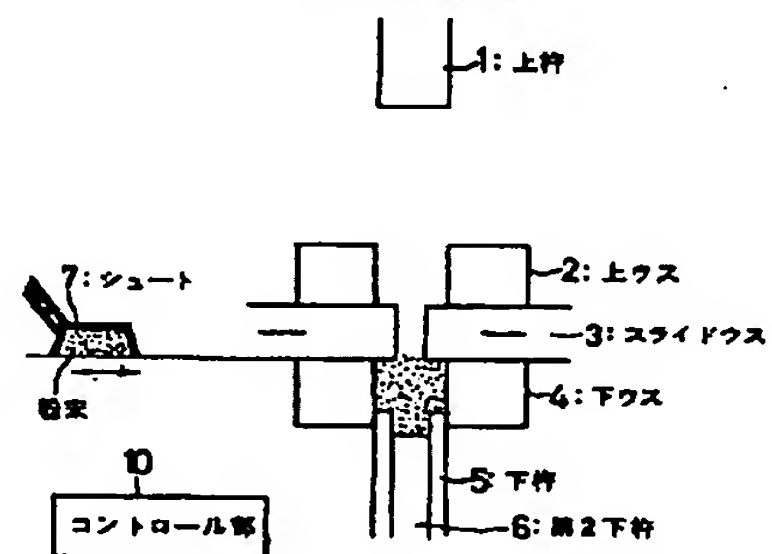 1: 上杵
2: 上ウス
7: シュート
3: スライドウス
粉末
4: 下ウス
10
5: 下杵
コントロール部
6: 第2下杵